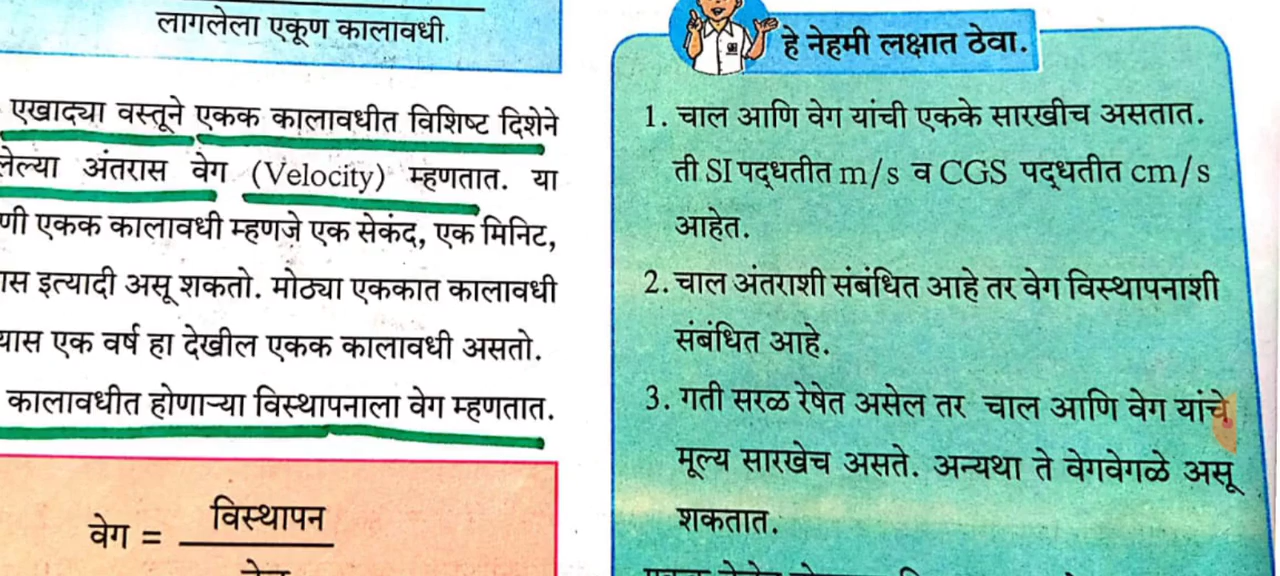 लागलेला एकूण कालावधी.
एखाद्या वस्तूने एकक कालावधीत विशिष्ट दिशेने
अंतरास वेग (Velocity) म्हणतात. या
एकक कालावधी म्हणजे एक सेकंद, एक मिनिट,
इत्यादी असू शकतो. मोठ्या एककात कालावधी
एक वर्ष हा देखील एकक कालावधी असतो.
कालावधीत होणाऱ्या विस्थापनाला वेग म्हणतात.
वेग = विस्थापन
हे नेहमी लक्षात ठेवा.
1. चाल आणि वेग यांची एकके सारखीच असतात.
ती SI पद्धतीत m/s व CGS पद्धतीत cm/s
आहेत.
2. चाल अंतराशी संबंधित आहे तर वेग विस्थापनाशी
संबंधित आहे.
3. गती सरळ रेषेत असेल तर चाल आणि वेग यांचे
मूल्य सारखेच असते. अन्यथा ते वेगवेगळे असू
शकतात.